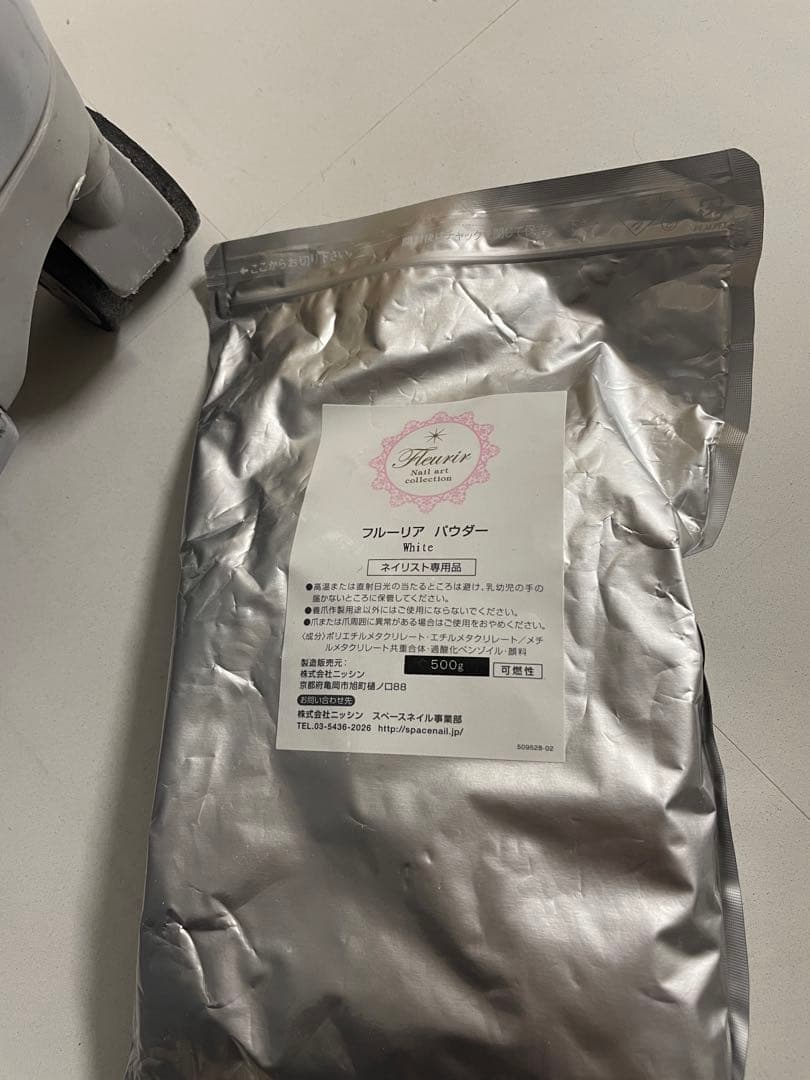 ←ここからお切り下さい。
Fleurir
Nail art
collection
フルーリア パウダー
White
ネイリスト専用品
●高温または直射日光の当たるところは避け、乳幼児の手の
届かないところに保管してください。
●義爪作製用途以外にはご使用にならないでください。
●爪または爪周囲に異常がある場合はご使用をおやめください。
〈成分〉ポリエチルメタクリレート・エチルメタクリレート/メチ
ルメタクリレート共重合体・過酸化ベンゾイル・顔料
製造販売元: 500g 可燃性
株式会社ニッシン
京都府亀岡市旭町樋ノ口88
お問い合わせ先
株式会社ニッシン スペースネイル事業部
TEL.03-5436-2026 http://spacenail.jp/
509528-02